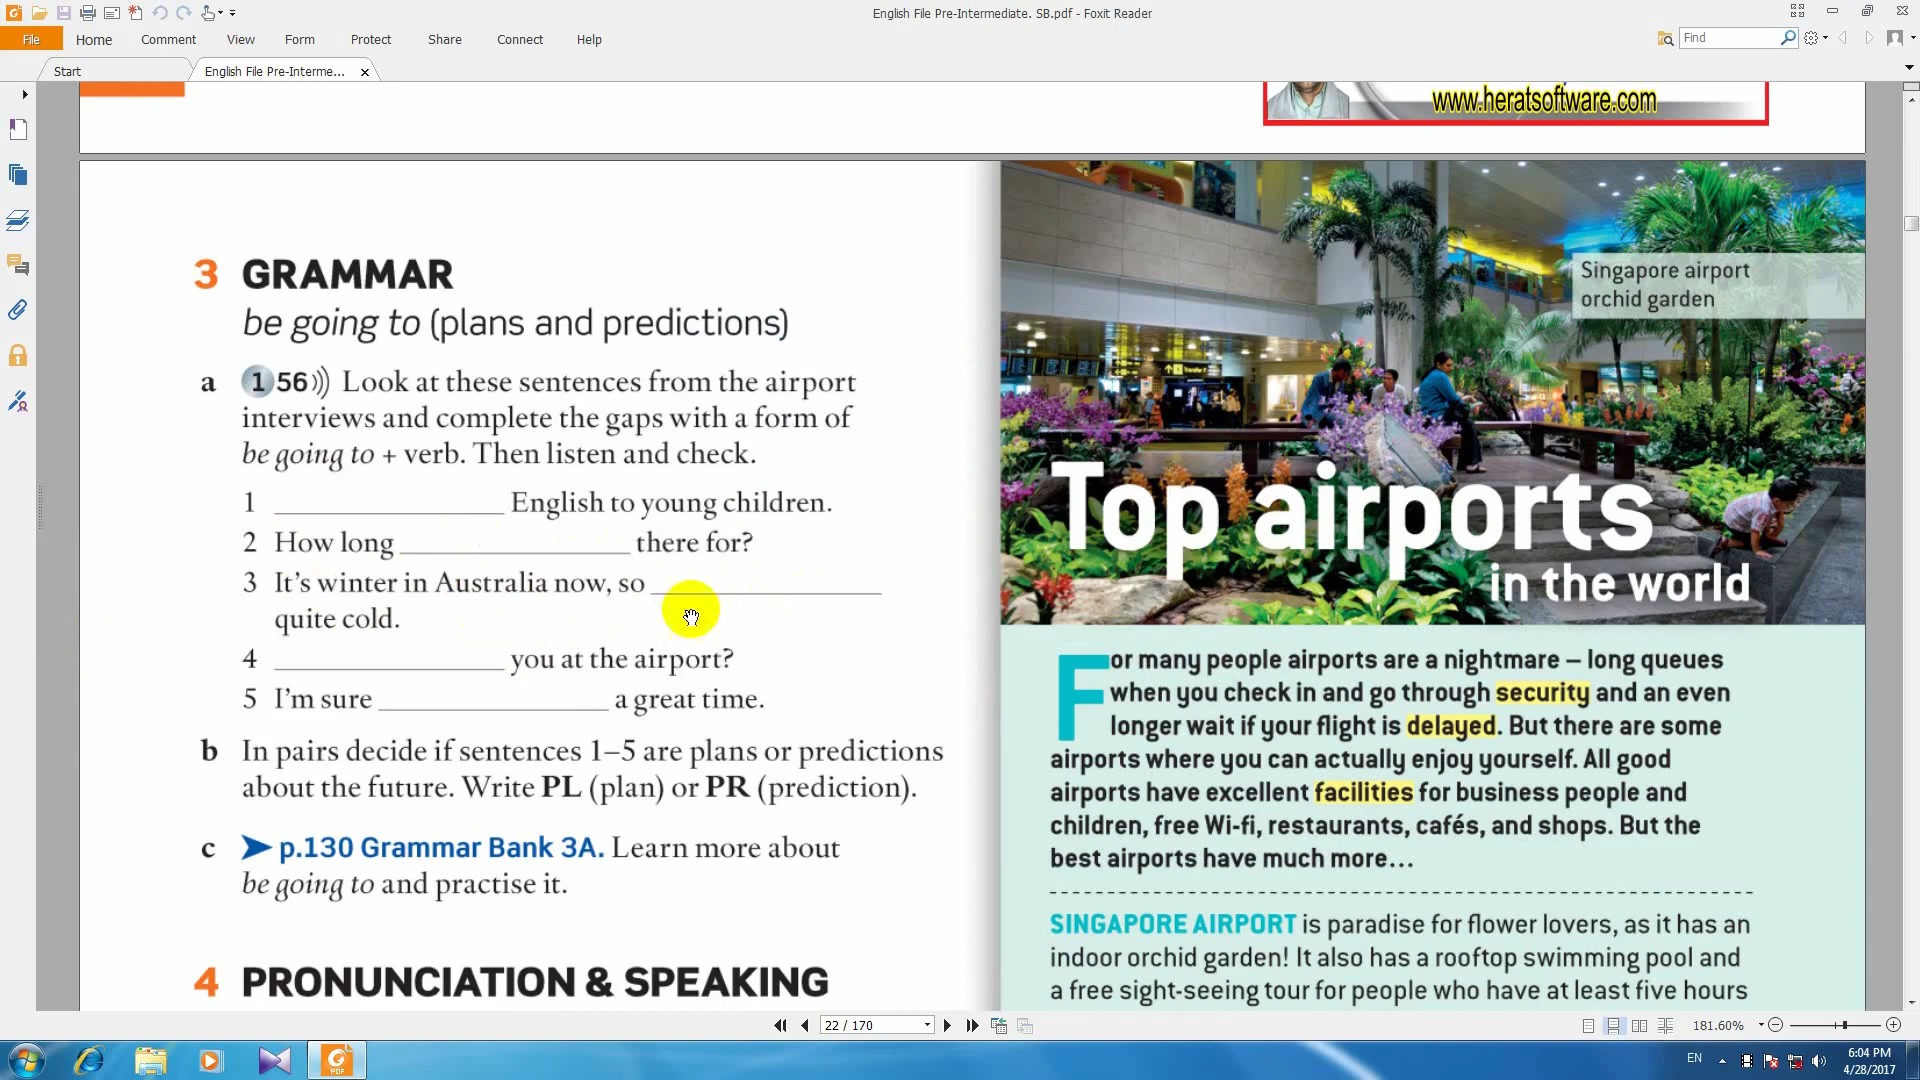 English File Pre-Intermediate. SB.pdf - Foxit Reader
File Home Comment View Form Protect Share Connect Help
Find
Start
English File Pre-Interme...
www.heratsoftware.com
3 GRAMMAR
be going to (plans and predictions)
a 1 56 Look at these sentences from the airport
interviews and complete the gaps with a form of
be going to + verb. Then listen and check.
1 ____________ English to young children.
2 How long ____________ there for?
3 It's winter in Australia now, so ____________
quite cold.
4 ____________ you at the airport?
5 I'm sure ____________ a great time.
b In pairs decide if sentences 1–5 are plans or predictions
about the future. Write PL (plan) or PR (prediction).
c p.130 Grammar Bank 3A. Learn more about
be going to and practise it.
4 PRONUNCIATION & SPEAKING
Singapore airport
orchid garden
Top airports
in the world
For many people airports are a nightmare – long queues
when you check in and go through security and an even
longer wait if your flight is delayed. But there are some
airports where you can actually enjoy yourself. All good
airports have excellent facilities for business people and
children, free Wi-fi, restaurants, cafés, and shops. But the
best airports have much more…
SINGAPORE AIRPORT is paradise for flower lovers, as it has an
indoor orchid garden! It also has a rooftop swimming pool and
a free sight-seeing tour for people who have at least five hours
22 / 170
181.60%
EN
6:04 PM
4/28/2017